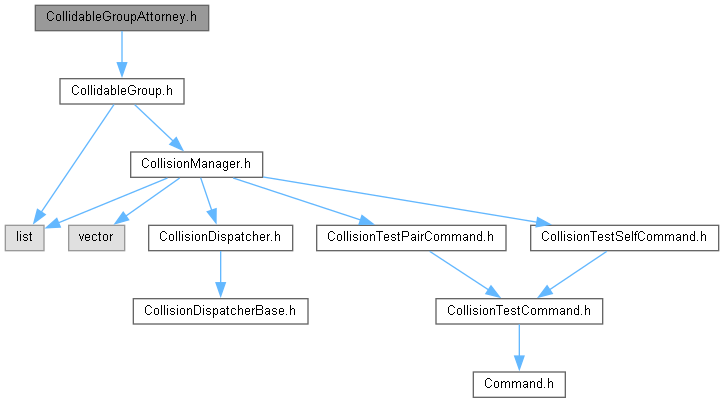 CollidableGroupAttorney.h
CollidableGroup.h
CollisionManager.h
list
vector
CollisionDispatcher.h
CollisionTestPairCommand.h
CollisionTestSelfCommand.h
CollisionDispatcherBase.h
CollisionTestCommand.h
Command.h